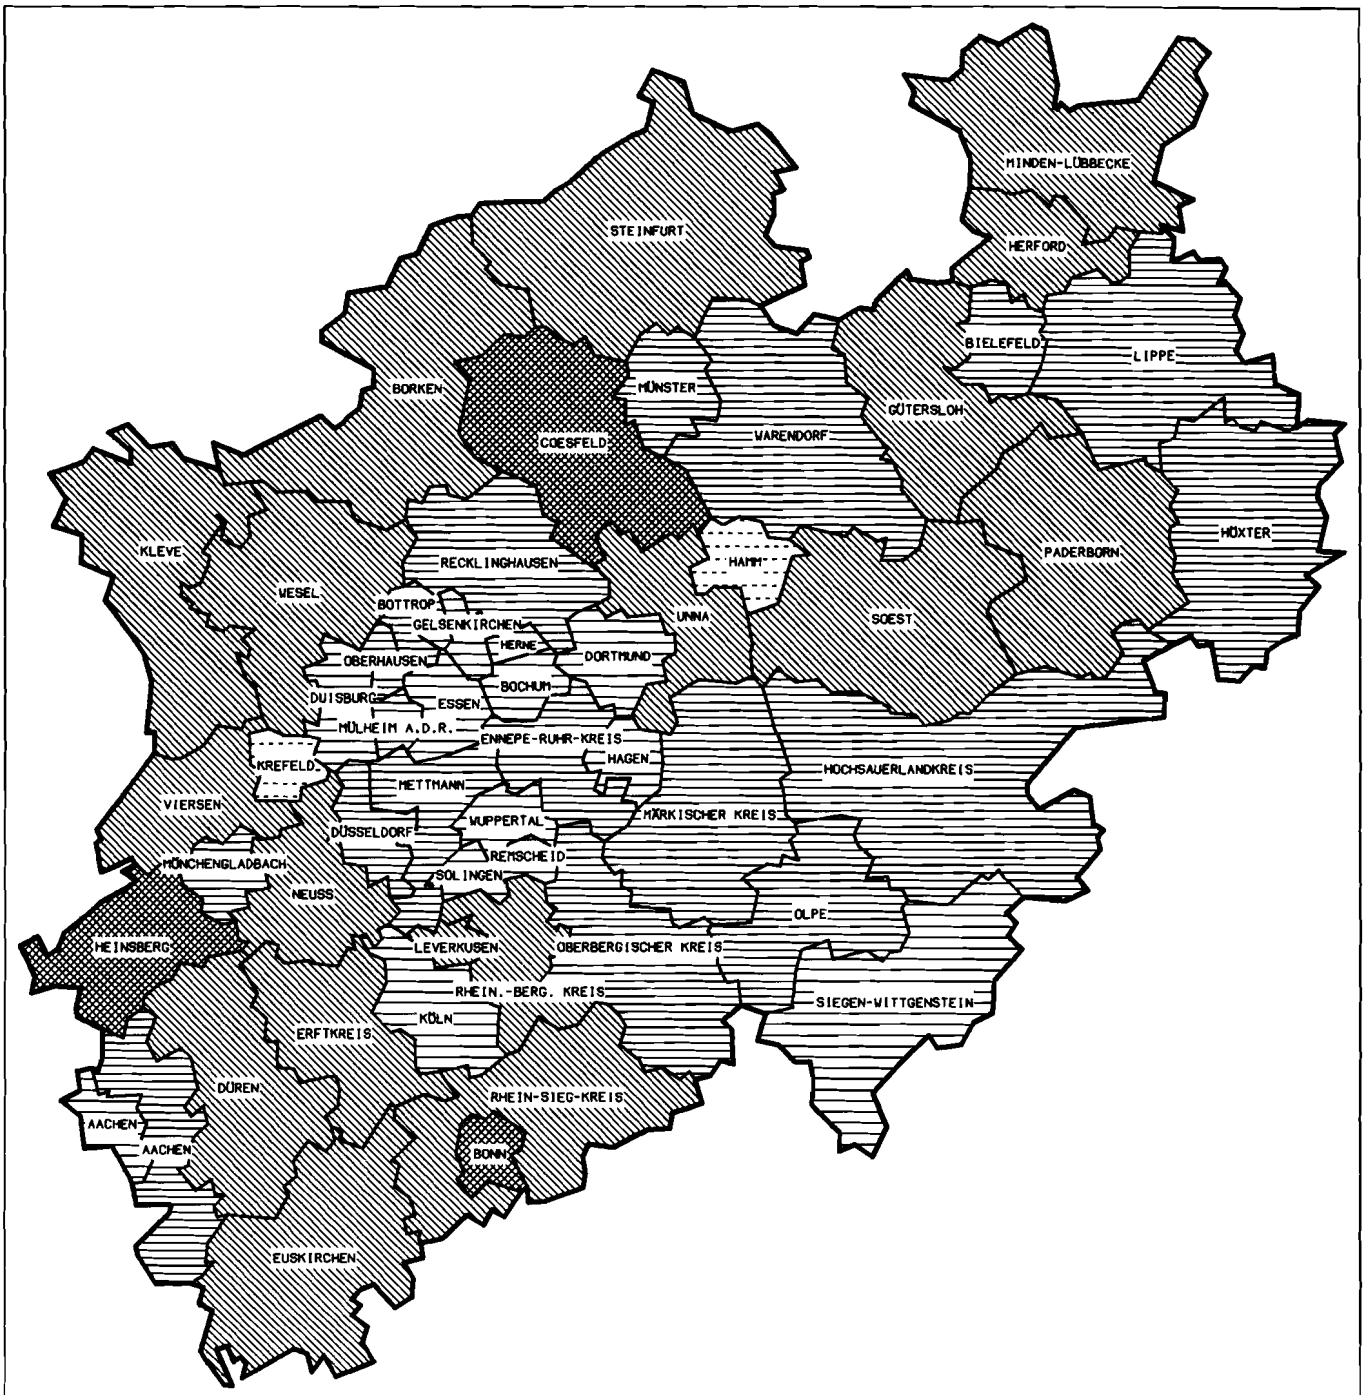 MINDEN-LÜBBECKE
STEINFURT
HERFORD
BIELEFELD
LIPPE
BORKEN
MÜNSTER
GÜTERSLOH
COESFELD
WARENDORF
HÖXTER
KLEVE
PADERBORN
RECKLINGHAUSEN
HAMM
WESEL
BOTTROP
UNNA
SOEST
GELSENKIRCHEN
HERNE
OBERHAUSEN
DORTMUND
BOCHUM
DUISBURG
ESSEN
MÜLHEIM A.D.R.
ENNEPE-RUHR-KREIS
HAGEN
KREFELD
HOCHSAUERLANDKREIS
METTMANN
VIERSEN
MÄRKISCHER KREIS
WUPPERTAL
DÜSSELDORF
REMSCHEID
MÖNCHENGLADBACH
SOLINGEN
NEUSS
OLPE
HEINSBERG
LEVERKUSEN
OBERBERGISCHER KREIS
RHEIN.-BERG. KREIS
SIEGEN-WITTGENSTEIN
KÖLN
ERFTKREIS
DÜREN
RHEIN-SIEG-KREIS
AACHEN
AACHEN
BONN
EUSKIRCHEN